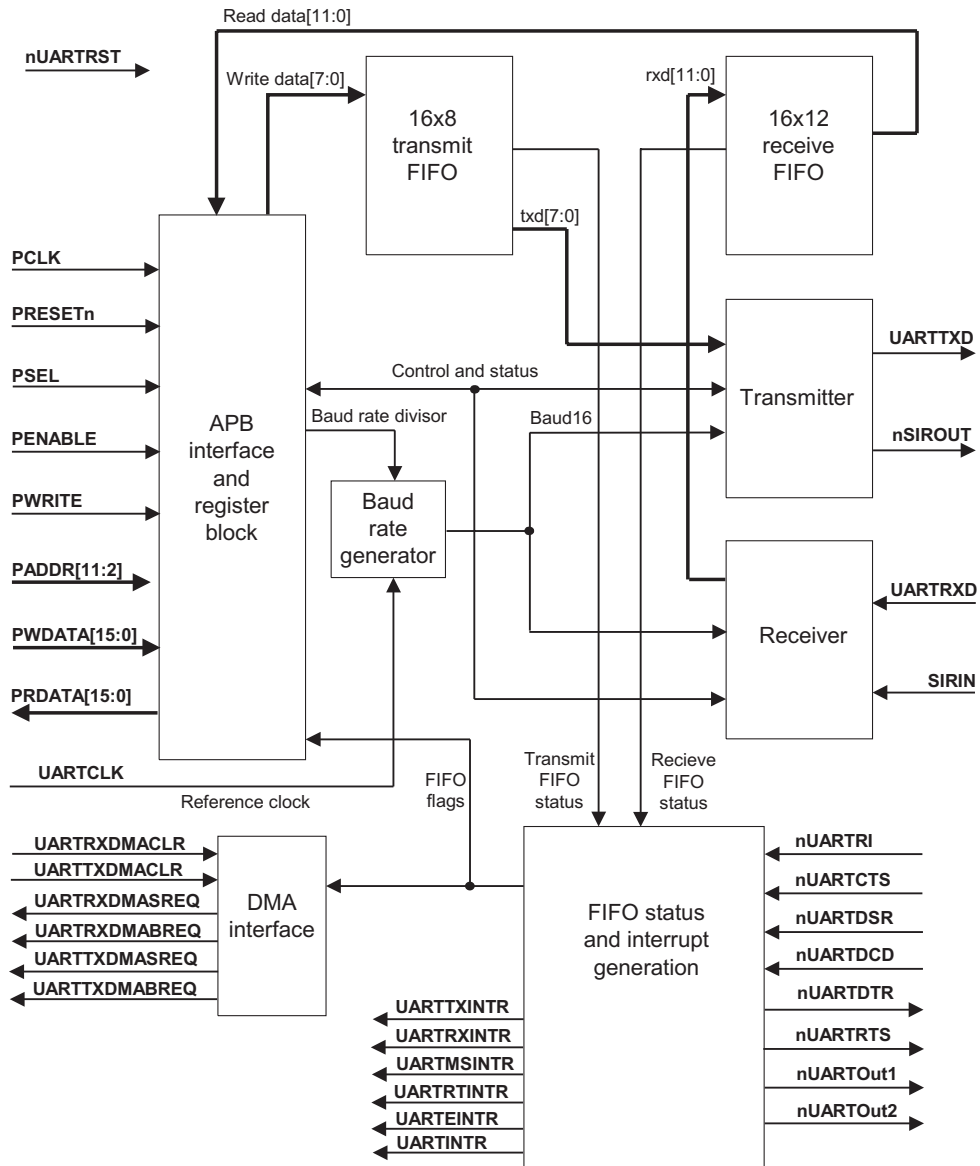 Read data[11:0]
nUARTRST
Write data[7:0]
rxd[11:0]
16x8
transmit
FIFO
16x12
receive
FIFO
txd[7:0]
PCLK
PRESETn
PSEL
PENABLE
PWRITE
PADDR[11:2]
PWDATA[15:0]
PRDATA[15:0]
APB
interface
and
register
block
Control and status
Baud rate divisor
Baud16
Baud
rate
generator
Transmitter
UARTTXD
nSIROUT
Receiver
UARTRXD
SIRIN
UARTCLK
Reference clock
FIFO
flags
Transmit
FIFO
status
Recieve
FIFO
status
UARTRXDMACLR
UARTTXDMACLR
UARTRXDMASREQ
UARTRXDMABREQ
UARTTXDMASREQ
UARTTXDMABREQ
DMA
interface
FIFO status
and interrupt
generation
nUARTRI
nUARTCTS
nUARTDSR
nUARTDCD
nUARTDTR
nUARTRTS
nUARTOut1
nUARTOut2
UARTTXINTR
UARTRXINTR
UARTMSINTR
UARTRTINTR
UARTEINTR
UARTINTR